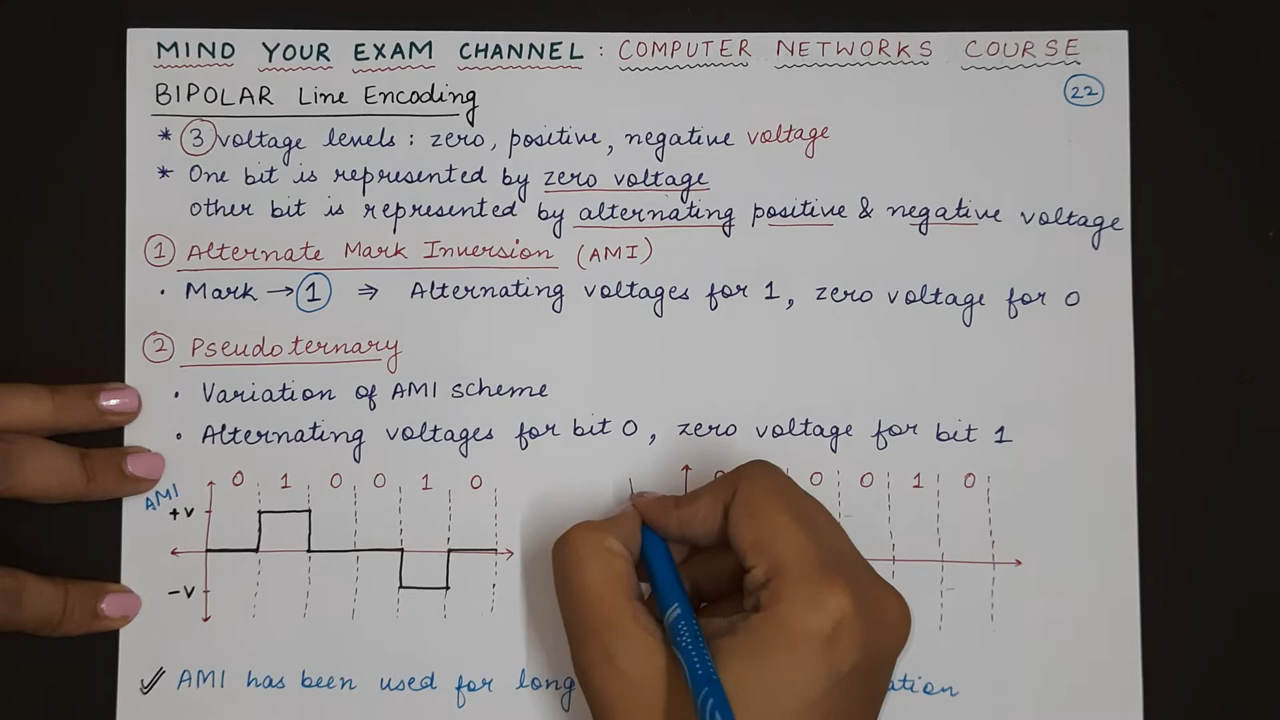 MIND YOUR EXAM CHANNEL : COMPUTER NETWORKS COURSE
BIPOLAR Line Encoding
22
* 3 voltage levels : zero, positive, negative voltage
* One bit is represented by zero voltage
other bit is represented by alternating positive & negative voltage
1 Alternate Mark Inversion (AMI)
• Mark → 1 ⇒ Alternating voltages for 1, zero voltage for 0
2 Pseudoternary
• Variation of AMI scheme
• Alternating voltages for bit 0, zero voltage for bit 1
AMI 0 1 0 0 1 0
0 0 1 0
+V
-V
✓ AMI has been used for long